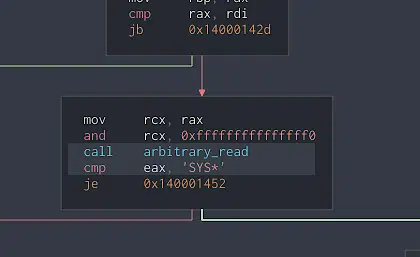 mov rbp, rax
cmp rax, rdi
jb 0x14000142d
mov rcx, rax
and rcx, 0xfffffffffffffff0
call arbitrary_read
cmp eax, 'SYS*'
je 0x140001452